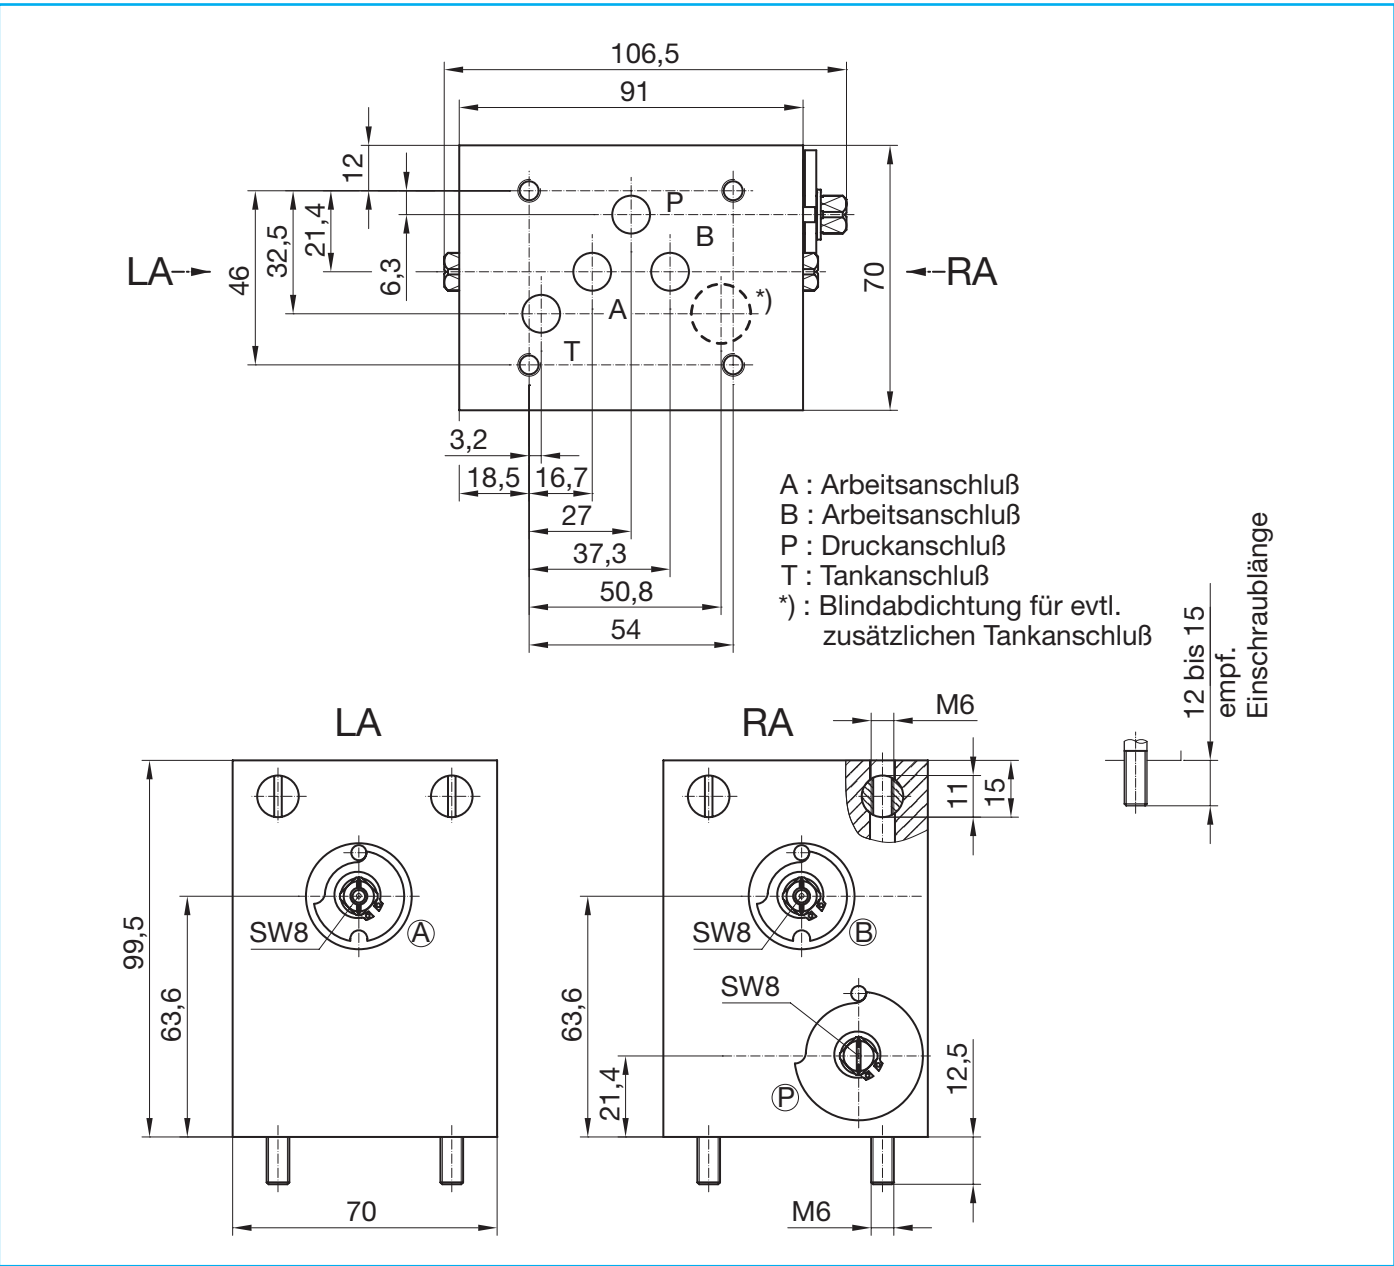 106,5
91
12
P
B
46
32,5
21,4
6,3
LA
70
RA
*)
A
T
3,2
18,5
16,7
27
37,3
50,8
54
A : Arbeitsanschluß
B : Arbeitsanschluß
P : Druckanschluß
T : Tankanschluß
*) : Blindabdichtung für evtl.
zusätzlichen Tankanschluß
12 bis 15
empf.
Einschraublänge
LA
RA
M6
11
15
SW8
A
99,5
63,6
70
SW8
B
SW8
63,6
21,4
P
12,5
M6